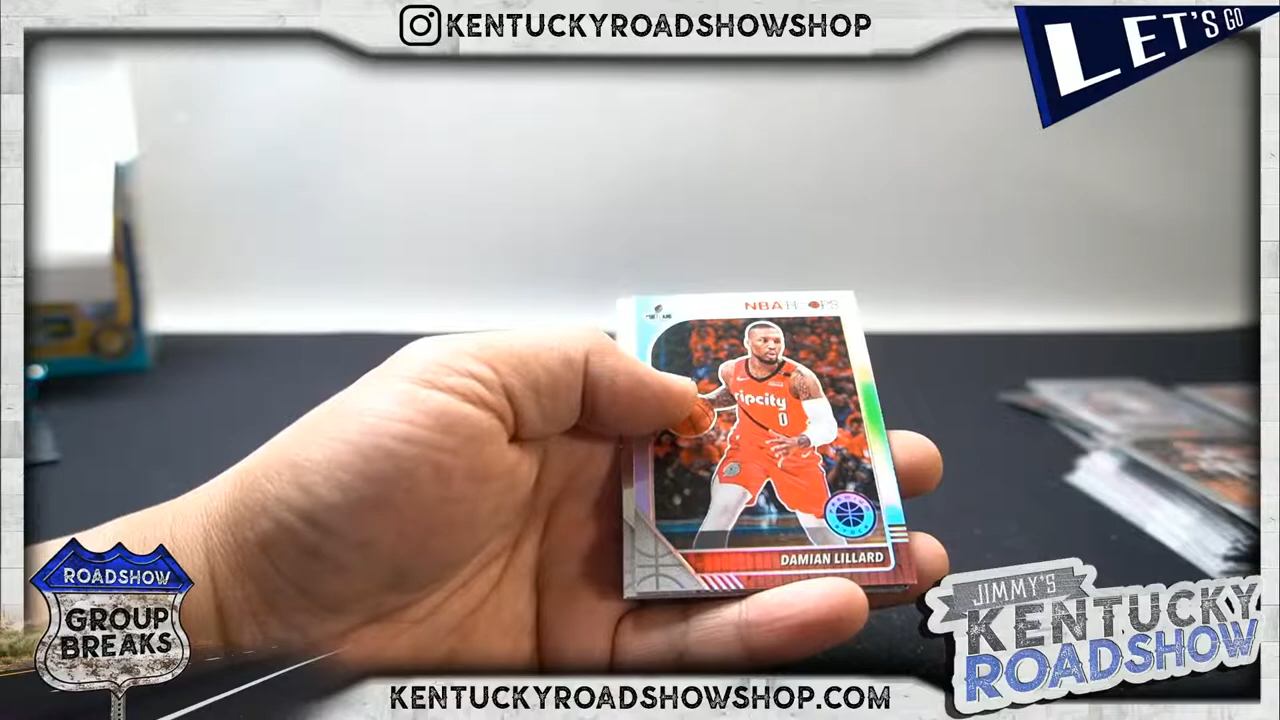 KENTUCKYROADSHOWSHOP
LET'S GO
NBA HOOPS
ripcity
0
DAMIAN LILLARD
ROADSHOW
GROUP
BREAKS
JIMMY'S
KENTUCKY
ROADSHOW
KENTUCKYROADSHOWSHOP.COM